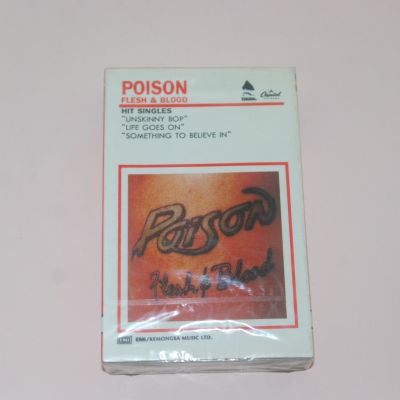 POISON
FLESH & BLOOD
Capitol
HIT SINGLES
"UNSKINNY BOP"
"LIFE GOES ON"
"SOMETHING TO BELIEVE IN"
Poison
Flesh & Blood
EMI
EMI/KEMONGSA MUSIC LTD.